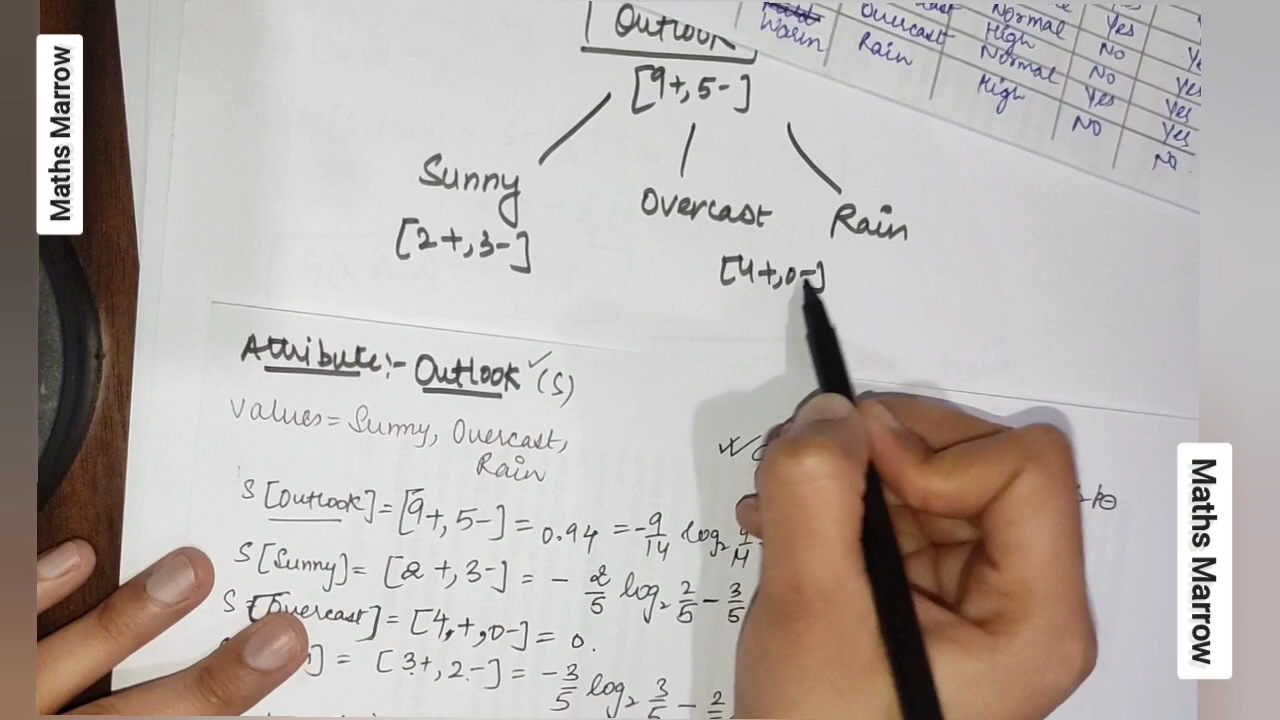 Maths Marrow
Outlook
[9+, 5-]
Sunny
[2+, 3-]
Overcast
[4+, 0-]
Rain
Warm Overcast Normal Yes
Rain High No
Normal No Yes
High Yes Yes
No Yes
No
Attribute:- Outlook ✓ (S)
Values = Sunny, Overcast,
Rain
S [Outlook] = [9+, 5-] = 0.94 = -9/14 log₂ 9/14
S [Sunny] = [2+, 3-] = - 2/5 log₂ 2/5 - 3/5
S [Overcast] = [4,+, 0-] = 0.
= [3+, 2-] = -3/5 log₂ 3/5 - 2/5
Maths Marrow